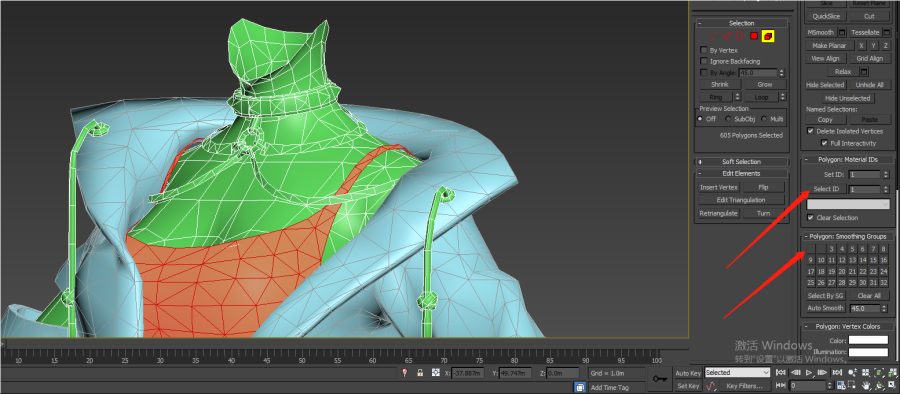 Slice Reset Plane
QuickSlice Cut
MSmooth Tessellate
Make Planar X Y Z
View Align Grid Align
Relax
Hide Selected Unhide All
Hide Unselected
Named Selections:
Copy Paste
Delete Isolated Vertices
Full Interactivity
- Selection
By Vertex
Ignore Backfacing
By Angle: 45.0
Shrink Grow
Ring Loop
Preview Selection
Off SubObj Multi
605 Polygons Selected
+ Soft Selection
- Edit Elements
Insert Vertex Flip
Edit Triangulation
Retriangulate Turn
- Polygon: Material IDs
Set ID: 1
Select ID 1
Clear Selection
- Polygon: Smoothing Groups
3 4 5 6 7 8
9 10 11 12 13 14 15 16
17 18 19 20 21 22 23 24
25 26 27 28 29 30 31 32
Select By SG Clear All
Auto Smooth 45.0
- Polygon: Vertex Colors
Color:
Illumination:
激活 Windows
转到"设置"以激活 Windows。
10 15 20 25 30 35 40 45 50 55 60 65 70 75 80 85 90 95 100
X: -37.887m Y: 49.747m Z: 0.0m Grid = 1.0m
Add Time Tag
Auto Key Selected
Set Key Key Filters... 0